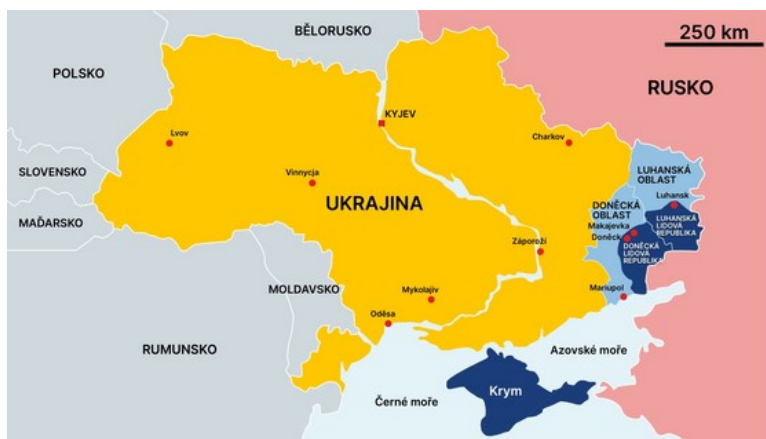 250 km
BĚLORUSKO
POLSKO
RUSKO
KYJEV
Lvov
Charkov
SLOVENSKO
LUHANSKÁ
OBLAST
Vinnycja
UKRAJINA
Luhansk
DONĚCKÁ
OBLAST
MAĎARSKO
LUHANSKÁ
LIDOVÁ
REPUBLIKA
Makajevka
Doněck
Záporoží
DONĚCKÁ
LIDOVÁ
REPUBLIKA
MOLDAVSKO
Mykolajiv
Mariupol
Oděsa
RUMUNSKO
Azovské moře
Krym
Černé moře